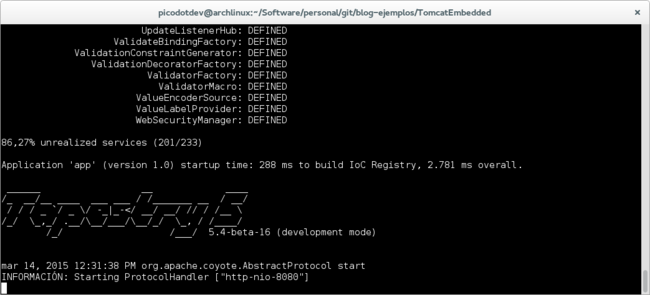 picotdev@archlinux:~/Software/personal/git/blog-ejemplos/TomcatEmbedded
UpdateListenerHub: DEFINED
ValidateBindingFactory: DEFINED
ValidationConstraintGenerator: DEFINED
ValidationDecoratorFactory: DEFINED
ValidatorFactory: DEFINED
ValidatorMacro: DEFINED
ValueEncoderSource: DEFINED
ValueLabelProvider: DEFINED
WebSecurityManager: DEFINED
86,27% unrealized services (201/233)
Application 'app' (version 1.0) startup time: 288 ms to build IoC Registry, 2.781 ms overall.
Tapestry 5
5.4-beta-16 (development mode)
mar 14, 2015 12:31:38 PM org.apache.coyote.AbstractProtocol start
INFORMACIÓN: Starting ProtocolHandler ["http-nio-8080"]